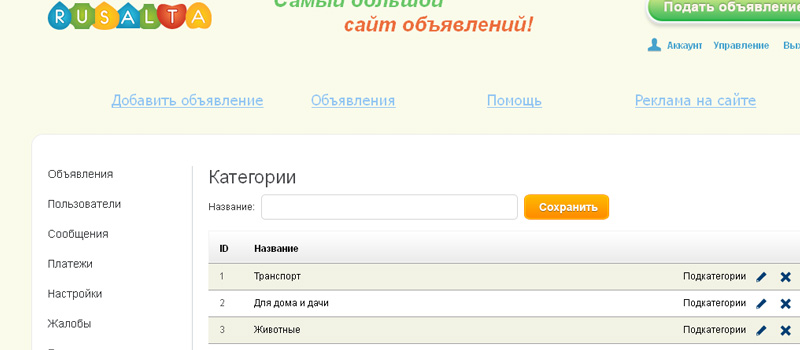 Самый большой
RUSALTA
сайт объявлений!
Подать объявление
Аккаунт Управление
Добавить объявление Объявления Помощь Реклама на сайте
Объявления
Пользователи
Сообщения
Платежи
Настройки
Жалобы
Категории
Название: Сохранить
ID Название
1 Транспорт Подкатегории
2 Для дома и дачи Подкатегории
3 Животные Подкатегории